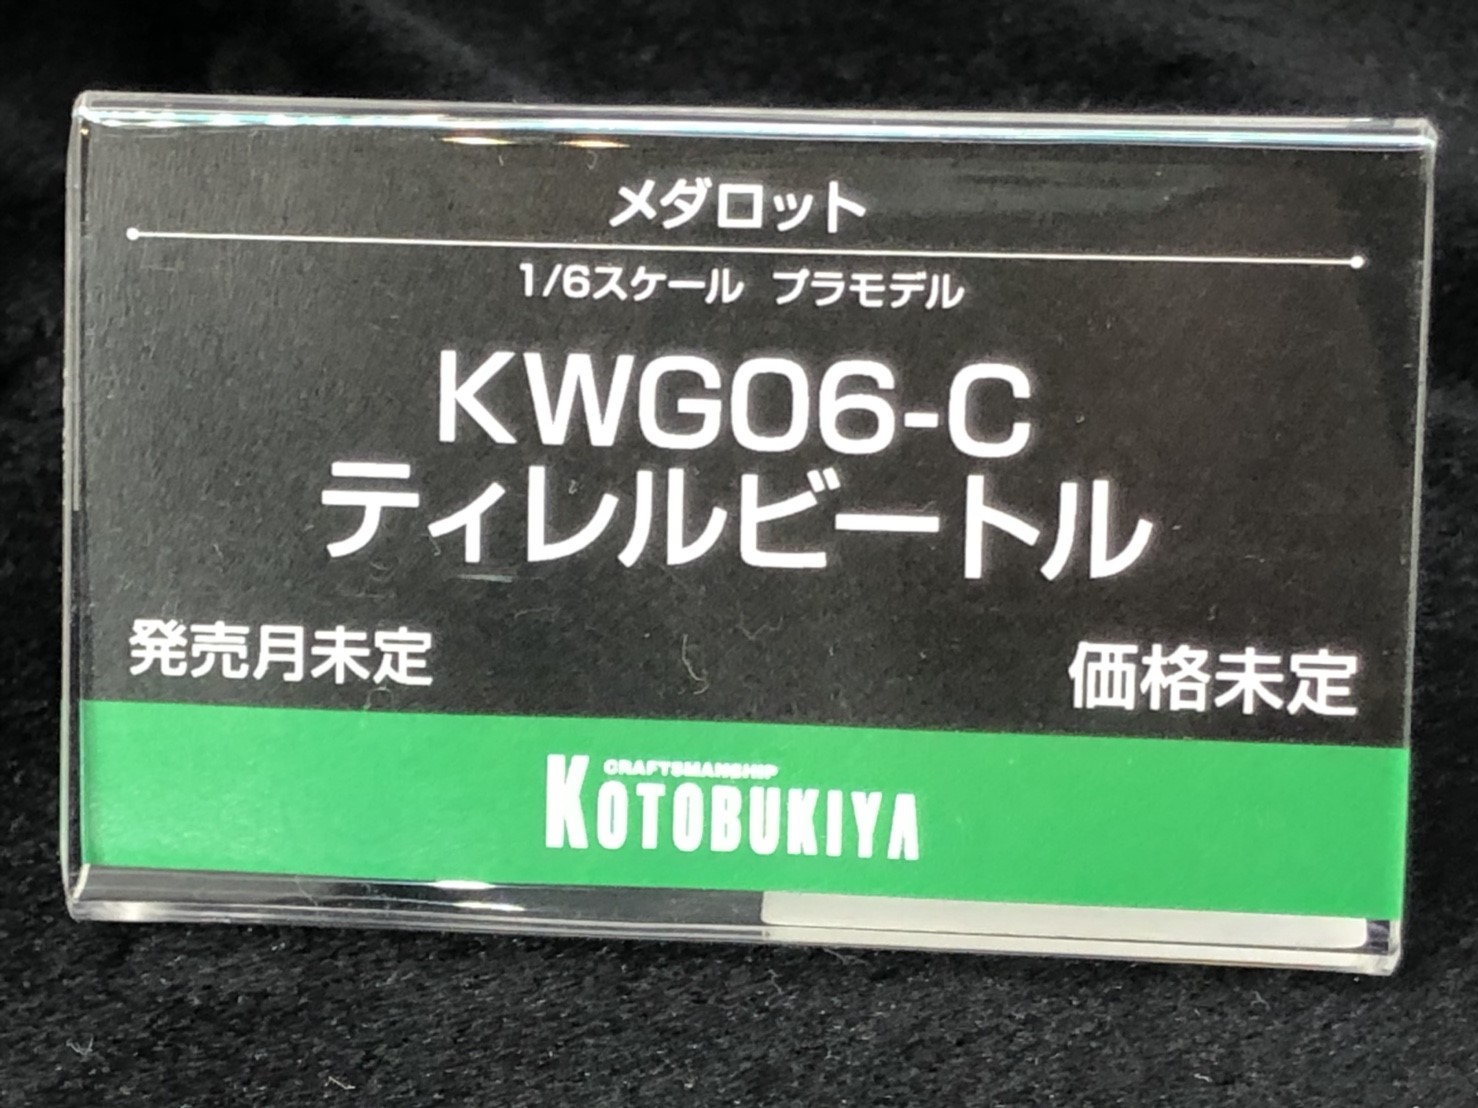 メダロット
1/6スケール プラモデル
KWG06-C
ティレルビートル
発売月未定 価格未定
CRAFTSMANSHIP
KOTOBUKIYA